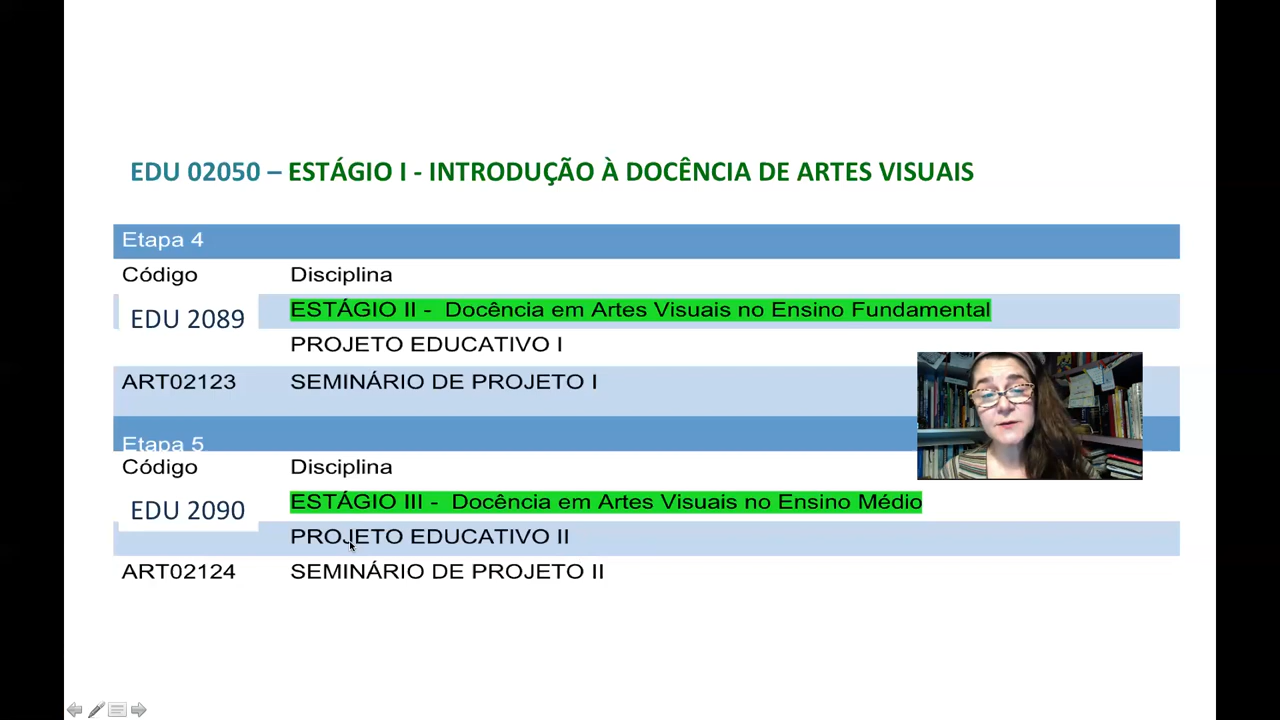 EDU 02050 – ESTÁGIO I - INTRODUÇÃO À DOCÊNCIA DE ARTES VISUAIS
Etapa 4
Código Disciplina
EDU 2089 ESTÁGIO II - Docência em Artes Visuais no Ensino Fundamental
PROJETO EDUCATIVO I
ART02123 SEMINÁRIO DE PROJETO I
Etapa 5
Código Disciplina
EDU 2090 ESTÁGIO III - Docência em Artes Visuais no Ensino Médio
PROJETO EDUCATIVO II
ART02124 SEMINÁRIO DE PROJETO II